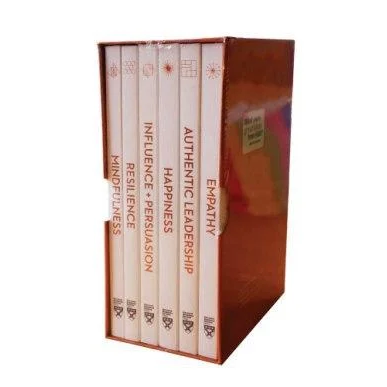 MINDFULNESS
RESILIENCE
INFLUENCE + PERSUASION
HAPPINESS
AUTHENTIC LEADERSHIP
EMPATHY